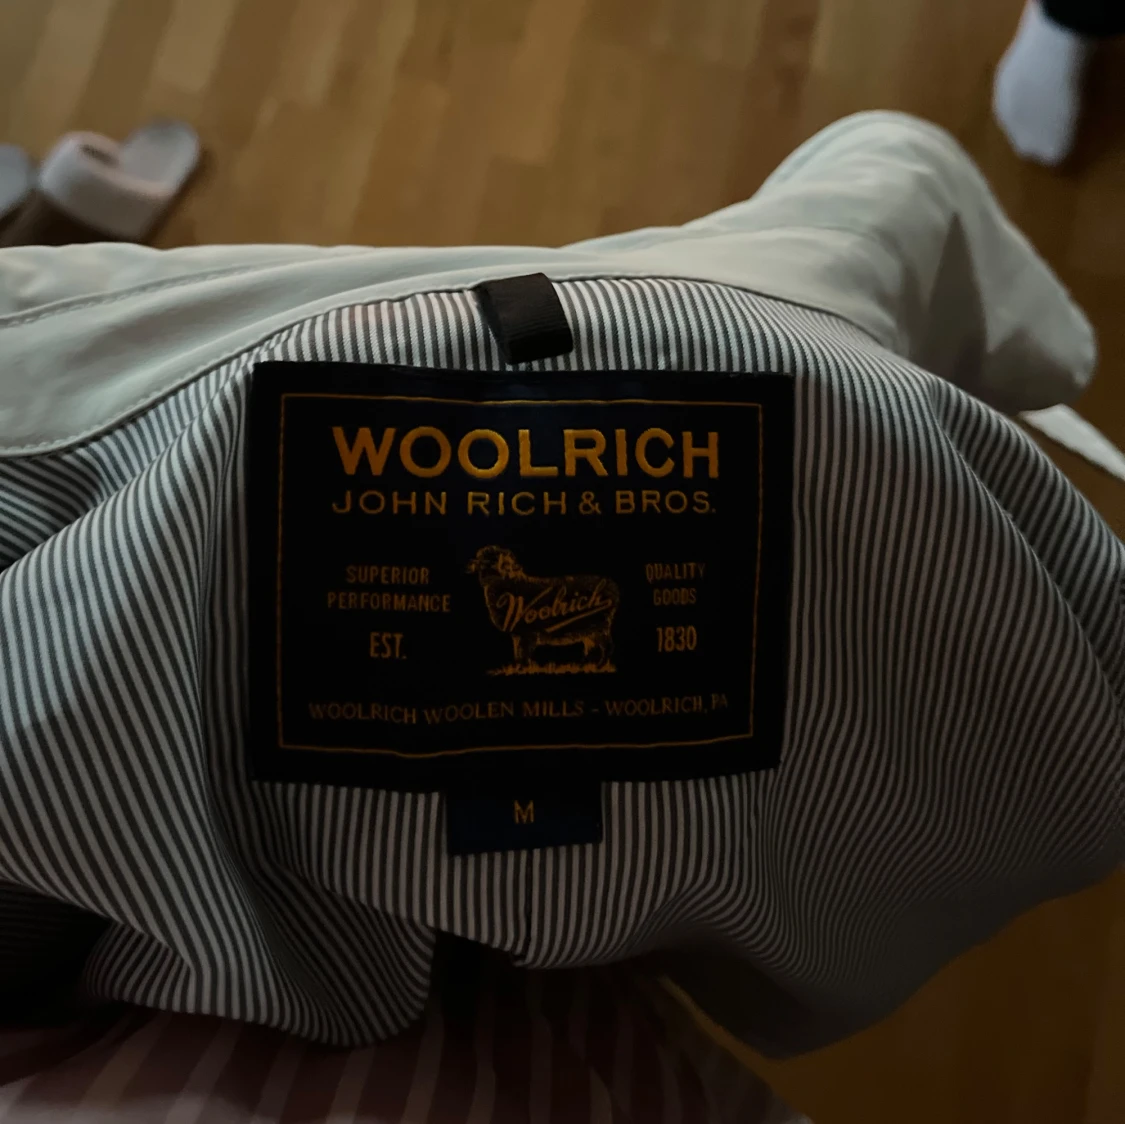 WOOLRICH
JOHN RICH & BROS.
SUPERIOR
PERFORMANCE
EST.
Woolrich
QUALITY
GOODS
1830
WOOLRICH WOOLEN MILLS - WOOLRICH, PA
M